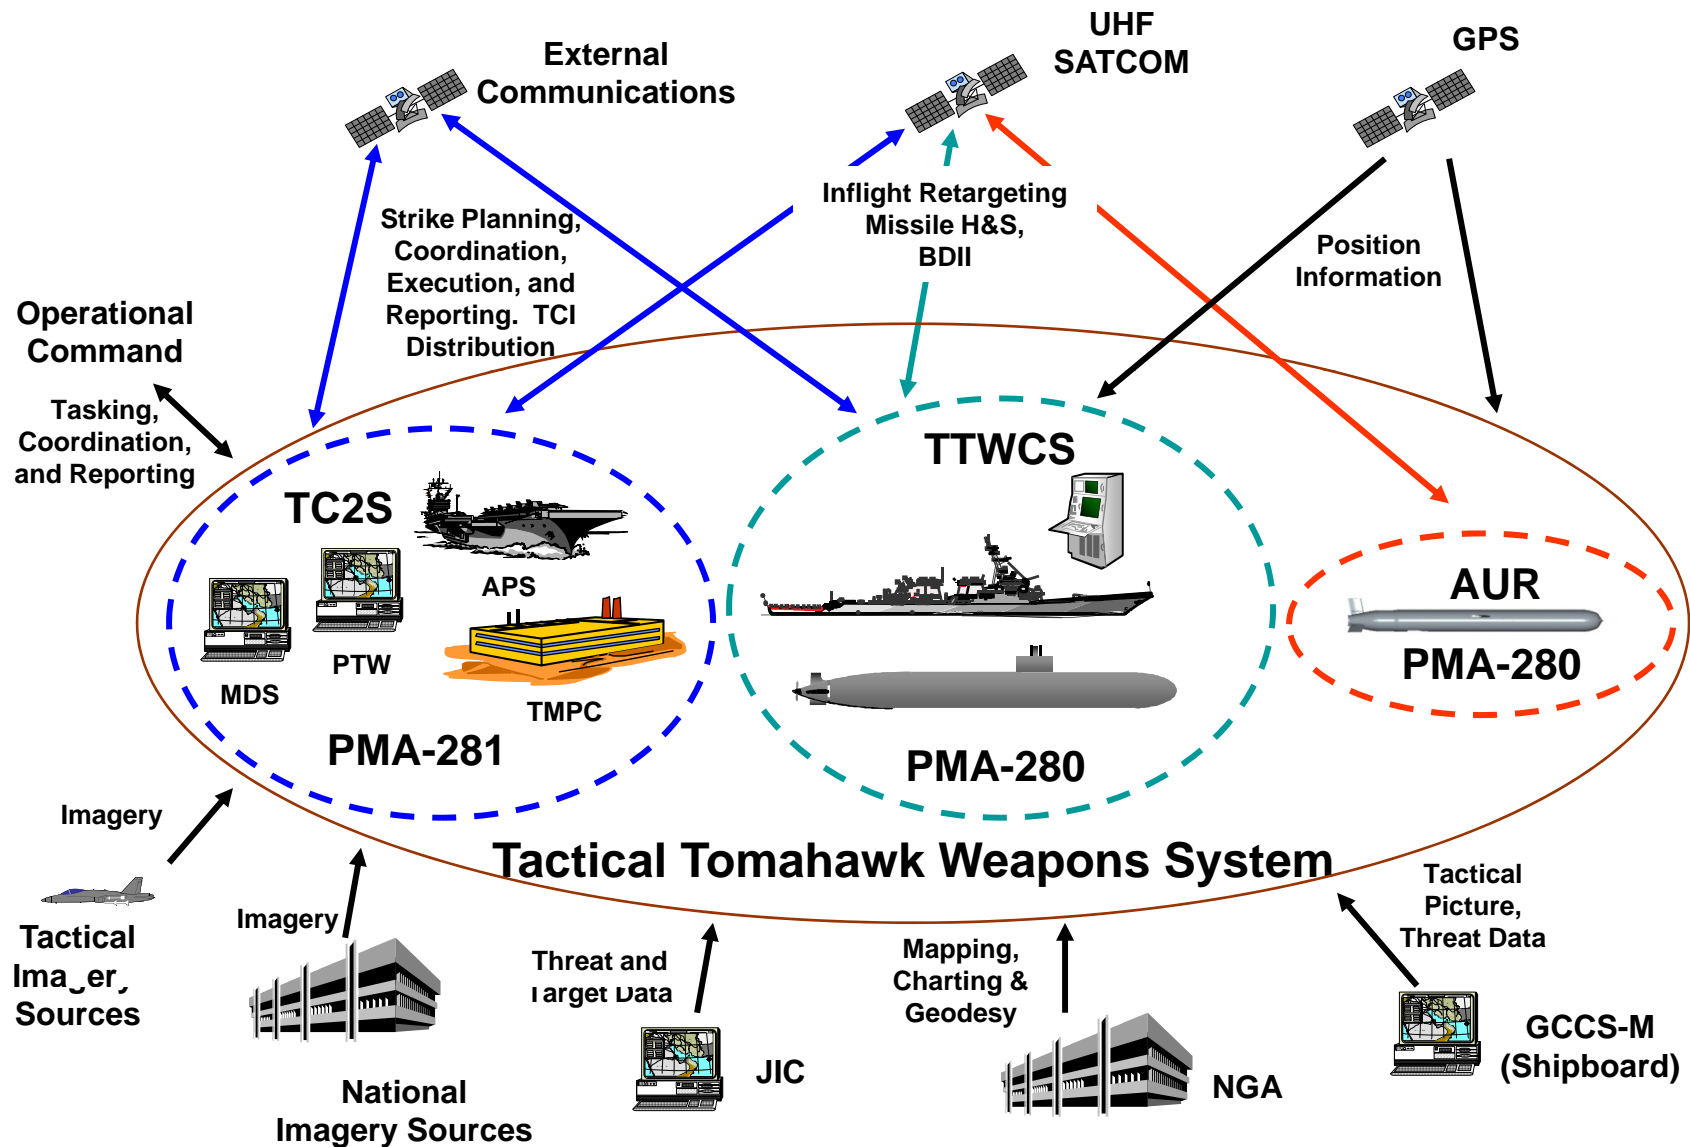 External
Communications
UHF
SATCOM
GPS
Strike Planning,
Coordination,
Execution, and
Reporting.  TCI
Distribution
Inflight Retargeting
Missile H&S,
BDII
Position
Information
Operational
Command
Tasking,
Coordination,
and Reporting
TC2S
APS
PTW
MDS
TMPC
PMA-281
TTWCS
PMA-280
AUR
PMA-280
Tactical Tomahawk Weapons System
Imagery
Tactical
Imagery
Sources
Imagery
National
Imagery Sources
Threat and
Target Data
JIC
Mapping,
Charting &
Geodesy
NGA
Tactical
Picture,
Threat Data
GCCS-M
(Shipboard)